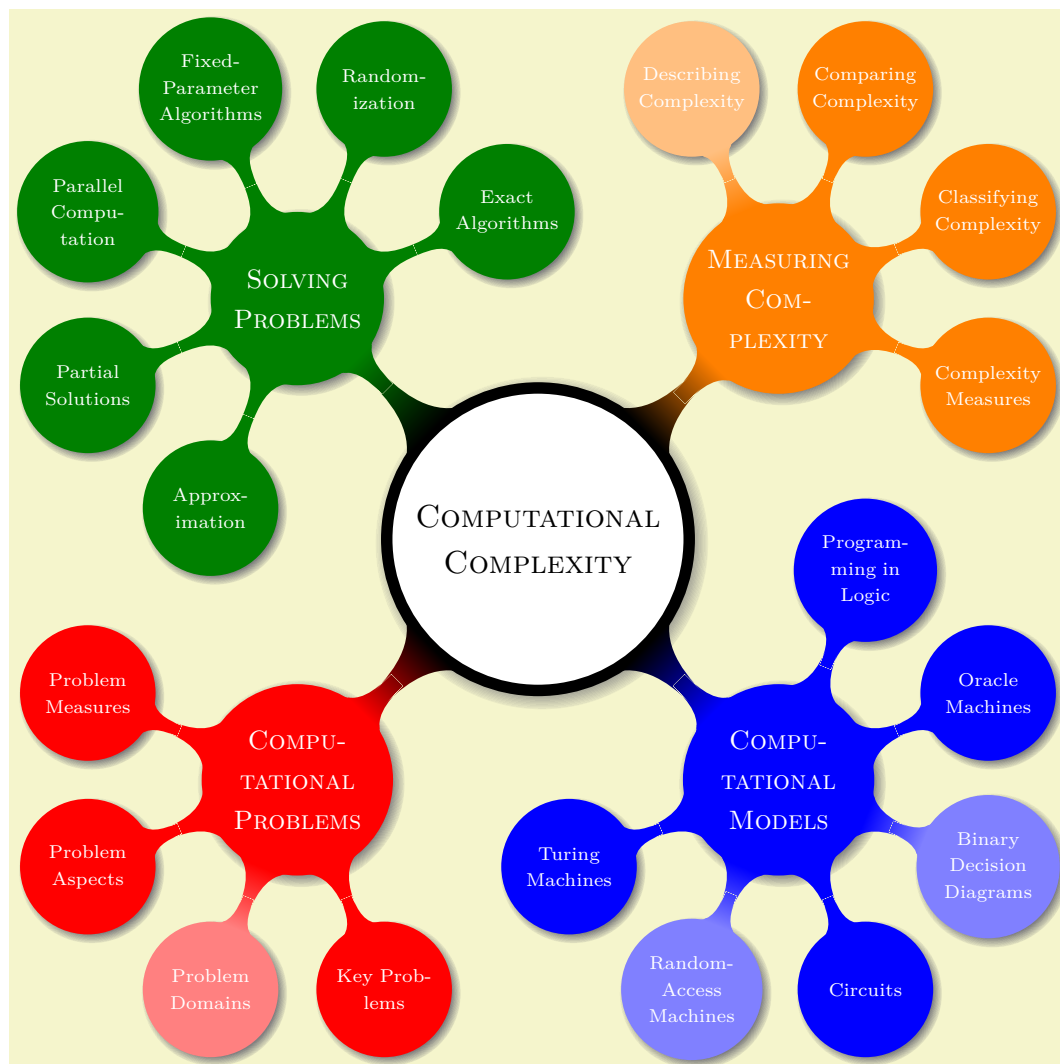 Fixed-
Parameter
Algorithms
Random-
ization
Parallel
Compu-
tation
Exact
Algorithms
Solving
Problems
Partial
Solutions
Approx-
imation
Describing
Complexity
Comparing
Complexity
Classifying
Complexity
Measuring
Com-
plexity
Complexity
Measures
Computational
Complexity
Problem
Measures
Compu-
tational
Problems
Problem
Aspects
Problem
Domains
Key Prob-
lems
Program-
ming in
Logic
Oracle
Machines
Compu-
tational
Models
Turing
Machines
Binary
Decision
Diagrams
Random-
Access
Machines
Circuits